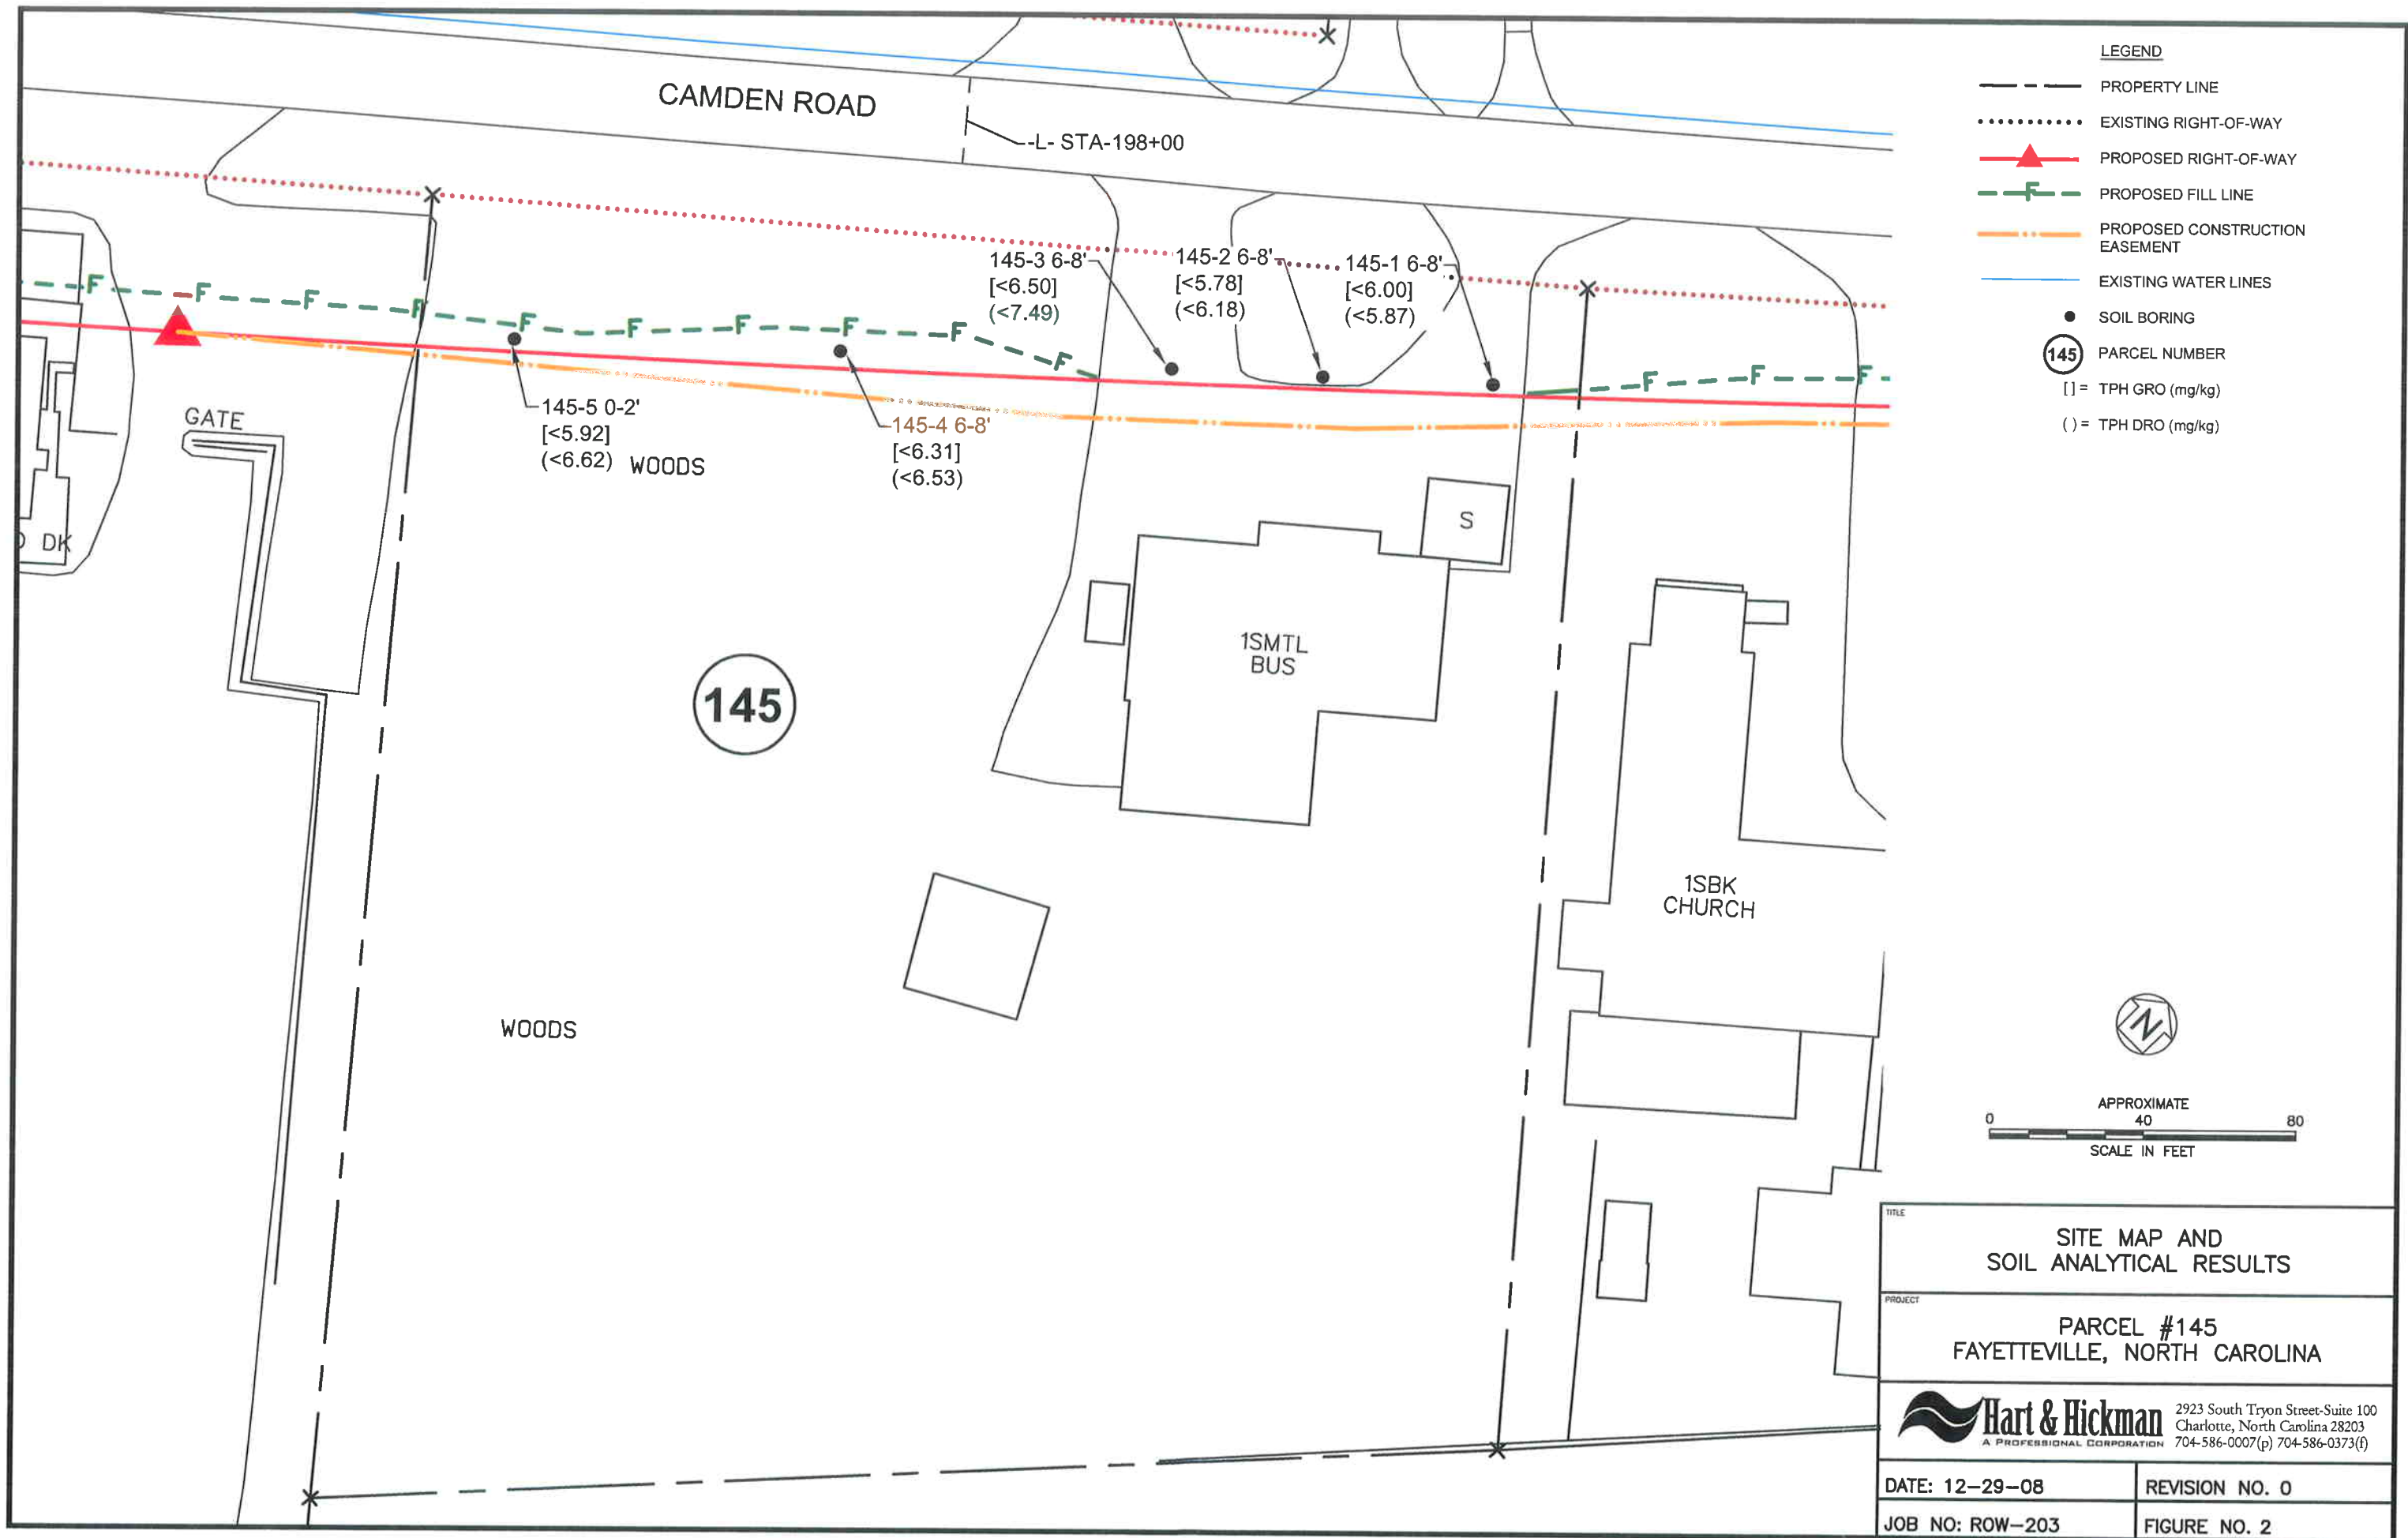 CAMDEN ROAD
-L- STA-198+00
145-3 6-8'
[<6.50]
(<7.49)
145-2 6-8'
[<5.78]
(<6.18)
145-1 6-8'
[<6.00]
(<5.87)
F F F F F F F F F F
F F F
145-5 0-2'
[<5.92]
(<6.62)
WOODS
145-4 6-8'
[<6.31]
(<6.53)
GATE
DK
S
1SMTL
BUS
145
1SBK
CHURCH
WOODS
LEGEND
PROPERTY LINE
EXISTING RIGHT-OF-WAY
PROPOSED RIGHT-OF-WAY
F PROPOSED FILL LINE
PROPOSED CONSTRUCTION
EASEMENT
EXISTING WATER LINES
SOIL BORING
145 PARCEL NUMBER
[ ] = TPH GRO (mg/kg)
( ) = TPH DRO (mg/kg)
N
APPROXIMATE
0 40 80
SCALE IN FEET
TITLE
SITE MAP AND
SOIL ANALYTICAL RESULTS
PROJECT
PARCEL #145
FAYETTEVILLE, NORTH CAROLINA
Hart & Hickman
A PROFESSIONAL CORPORATION
2923 South Tryon Street-Suite 100
Charlotte, North Carolina 28203
704-586-0007(p) 704-586-0373(f)
DATE: 12-29-08
REVISION NO. 0
JOB NO: ROW-203
FIGURE NO. 2